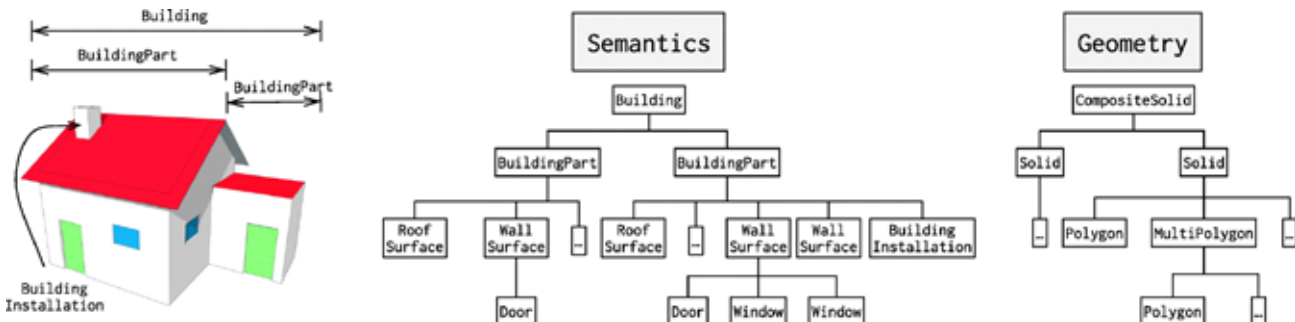 Building
BuildingPart
BuildingPart
Building
Installation
Semantics
Building
BuildingPart
BuildingPart
Roof
Surface
Wall
Surface
…
Roof
Surface
…
Wall
Surface
Wall
Surface
Building
Installation
Door
Door
Window
Window
Geometry
CompositeSolid
Solid
Solid
…
Polygon
MultiPolygon
…
Polygon
…